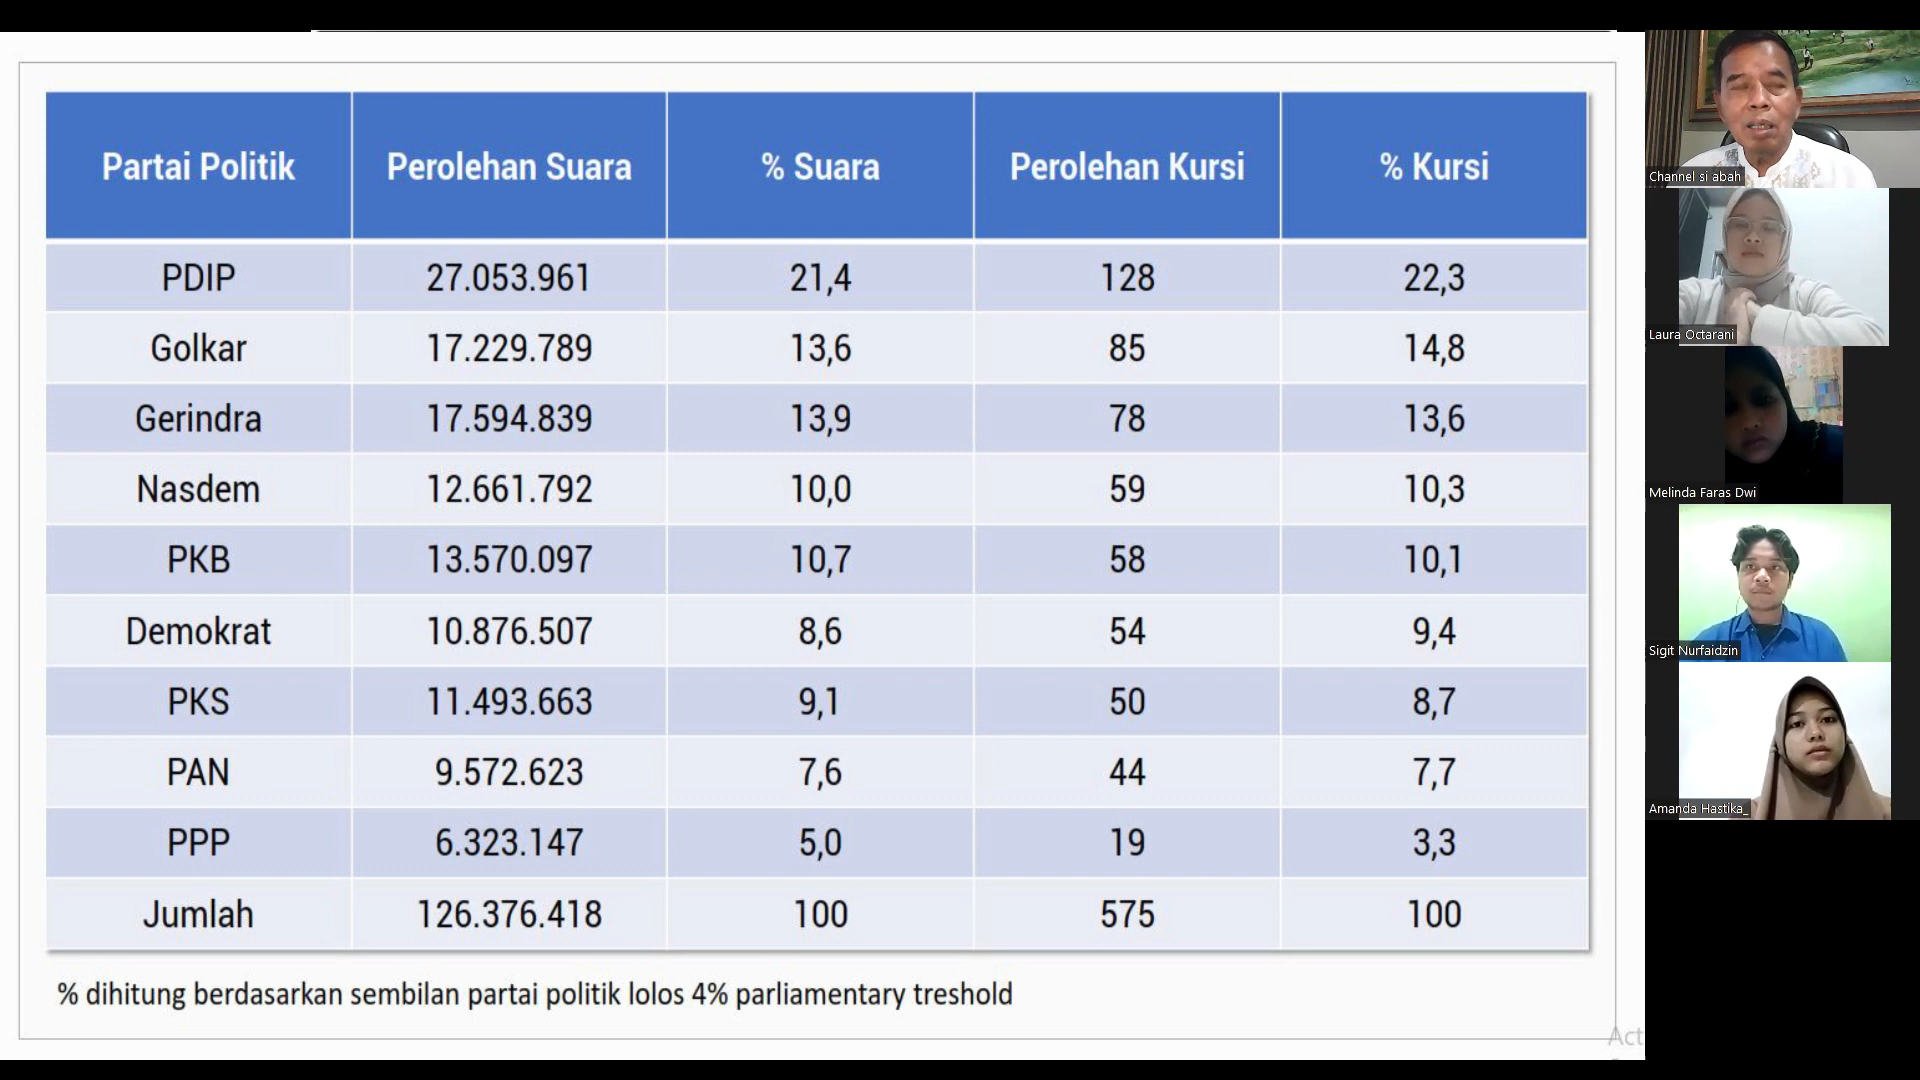 Partai Politik Perolehan Suara % Suara Perolehan Kursi % Kursi
PDIP 27.053.961 21,4 128 22,3
Golkar 17.229.789 13,6 85 14,8
Gerindra 17.594.839 13,9 78 13,6
Nasdem 12.661.792 10,0 59 10,3
PKB 13.570.097 10,7 58 10,1
Demokrat 10.876.507 8,6 54 9,4
PKS 11.493.663 9,1 50 8,7
PAN 9.572.623 7,6 44 7,7
PPP 6.323.147 5,0 19 3,3
Jumlah 126.376.418 100 575 100
% dihitung berdasarkan sembilan partai politik lolos 4% parliamentary treshold
Act
Channel si abah
Laura Octarani
Melinda Faras Dwi
Sigit Nurfaidzin
Amanda Hastika_